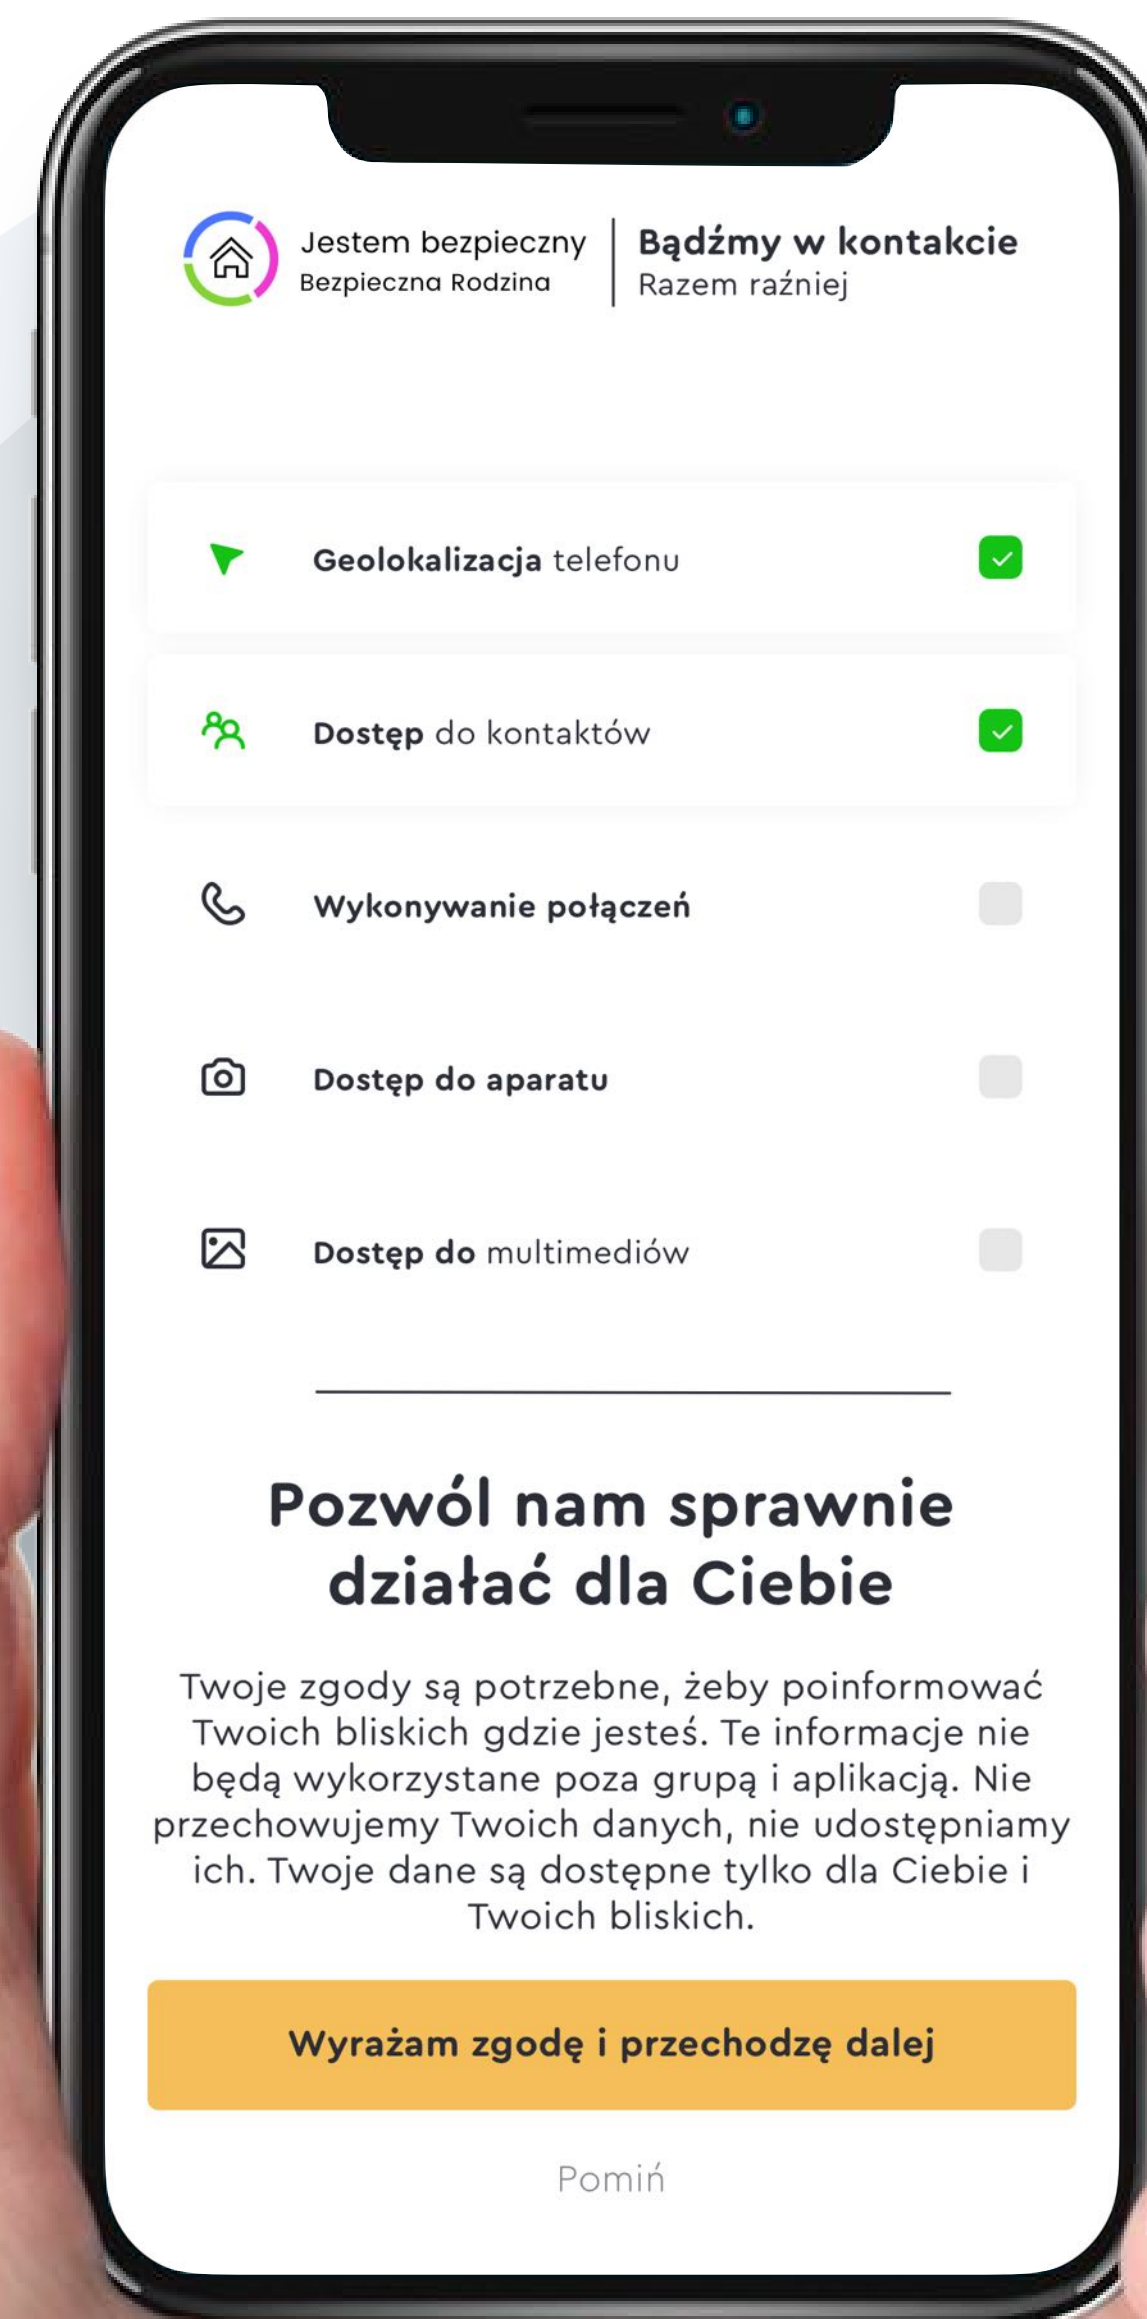 Jestem bezpieczny
Bezpieczna Rodzina
Bądźmy w kontakcie
Razem raźniej
Geolokalizacja telefonu
Dostęp do kontaktów
Wykonywanie połączeń
Dostęp do aparatu
Dostęp do multimediów
Pozwól nam sprawnie
działać dla Ciebie
Twoje zgody są potrzebne, żeby poinformować
Twoich bliskich gdzie jesteś. Te informacje nie
będą wykorzystane poza grupą i aplikacją. Nie
przechowujemy Twoich danych, nie udostępniamy
ich. Twoje dane są dostępne tylko dla Ciebie i
Twoich bliskich.
Wyrażam zgodę i przechodzę dalej
Pomiń